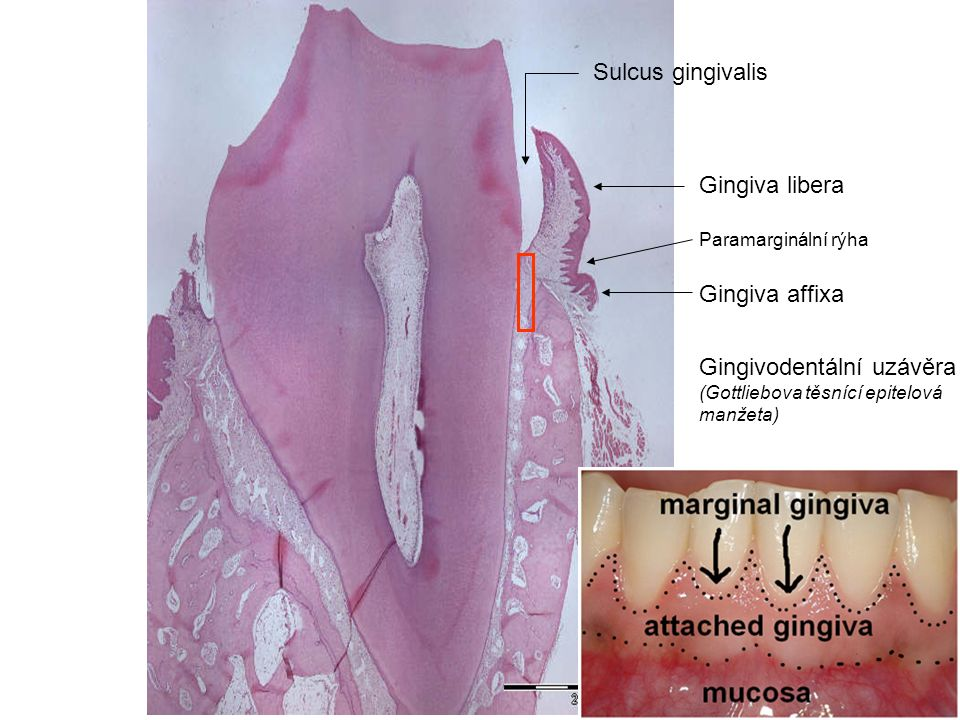 Sulcus gingivalis
Gingiva libera
Paramarginální rýha
Gingiva affixa
Gingivodentální uzávěra
(Gottliebova těsnící epitelová
manžeta)
marginal gingiva
attached gingiva
mucosa
2